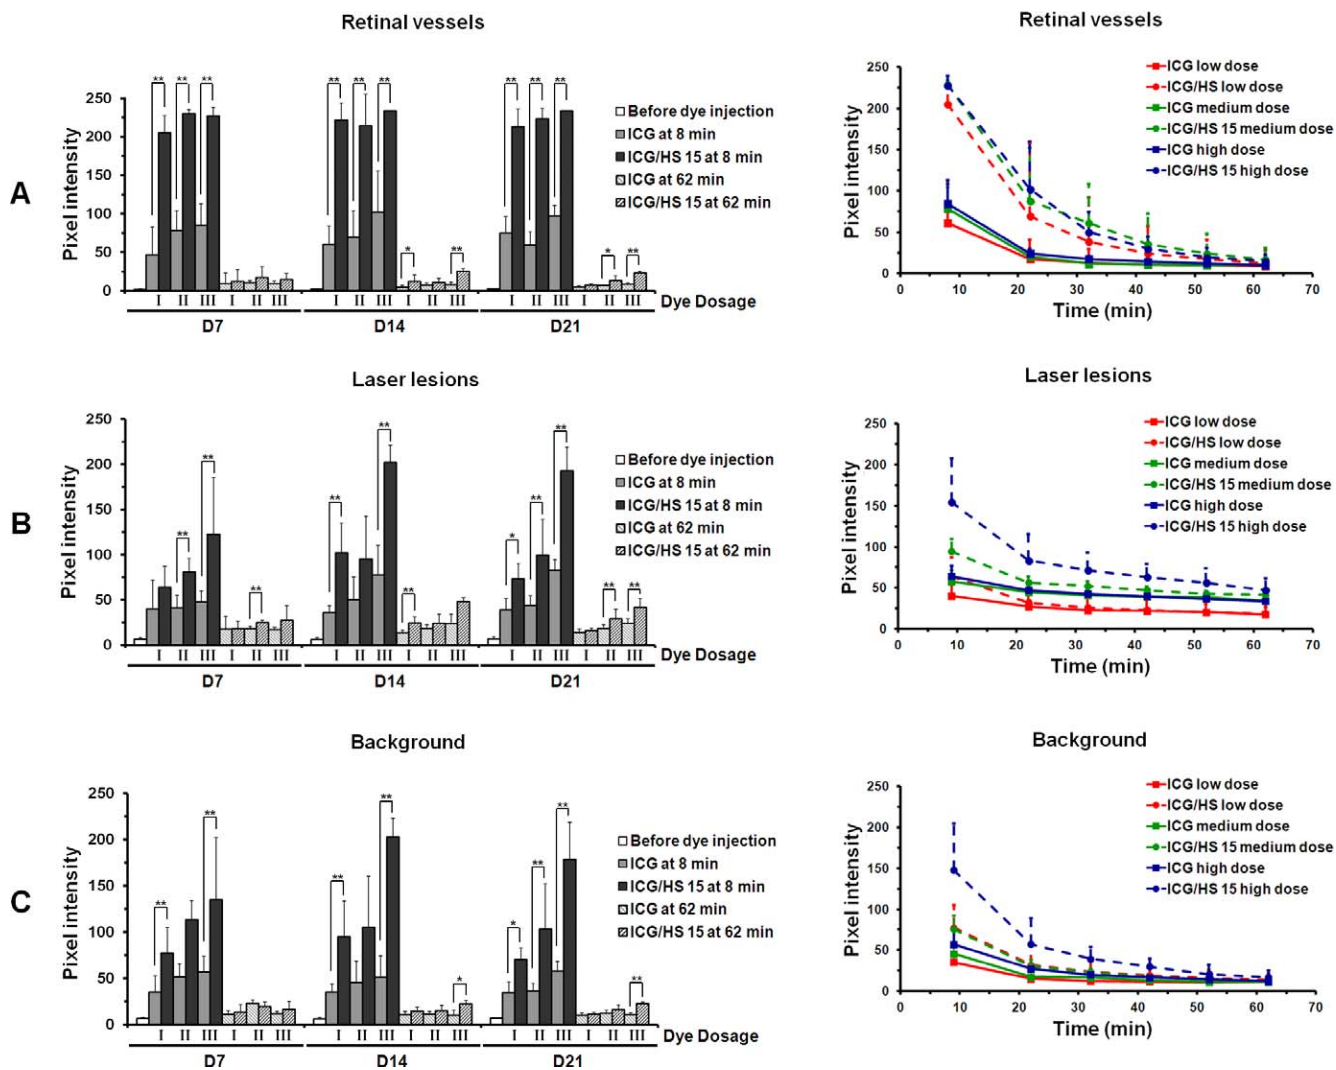 Retinal vessels
Retinal vessels
A
Pixel intensity
250
200
150
100
50
0
** ** **
** ** **
** ** **
* **
* **
Before dye injection
ICG at 8 min
ICG/HS 15 at 8 min
ICG at 62 min
ICG/HS 15 at 62 min
I II III I II III
I II III I II III
I II III I II III
Dye Dosage
D7
D14
D21
Pixel intensity
250
200
150
100
50
0
0 10 20 30 40 50 60 70
Time (min)
ICG low dose
ICG/HS low dose
ICG medium dose
ICG/HS 15 medium dose
ICG high dose
ICG/HS 15 high dose
Laser lesions
Laser lesions
B
Pixel intensity
250
200
150
100
50
0
** ** **
** ** **
* ** ** ** **
Before dye injection
ICG at 8 min
ICG/HS 15 at 8 min
ICG at 62 min
ICG/HS 15 at 62 min
I II III I II III
I II III I II III
I II III I II III
Dye Dosage
D7
D14
D21
Pixel intensity
250
200
150
100
50
0
0 10 20 30 40 50 60 70
Time (min)
ICG low dose
ICG/HS low dose
ICG medium dose
ICG/HS 15 medium dose
ICG high dose
ICG/HS 15 high dose
Background
Background
C
Pixel intensity
250
200
150
100
50
0
** **
** ** *
* ** ** **
Before dye injection
ICG at 8 min
ICG/HS 15 at 8 min
ICG at 62 min
ICG/HS 15 at 62 min
I II III I II III
I II III I II III
I II III I II III
Dye Dosage
D7
D14
D21
Pixel intensity
250
200
150
100
50
0
0 10 20 30 40 50 60 70
Time (min)
ICG low dose
ICG/HS low dose
ICG medium dose
ICG/HS 15 medium dose
ICG high dose
ICG/HS 15 high dose